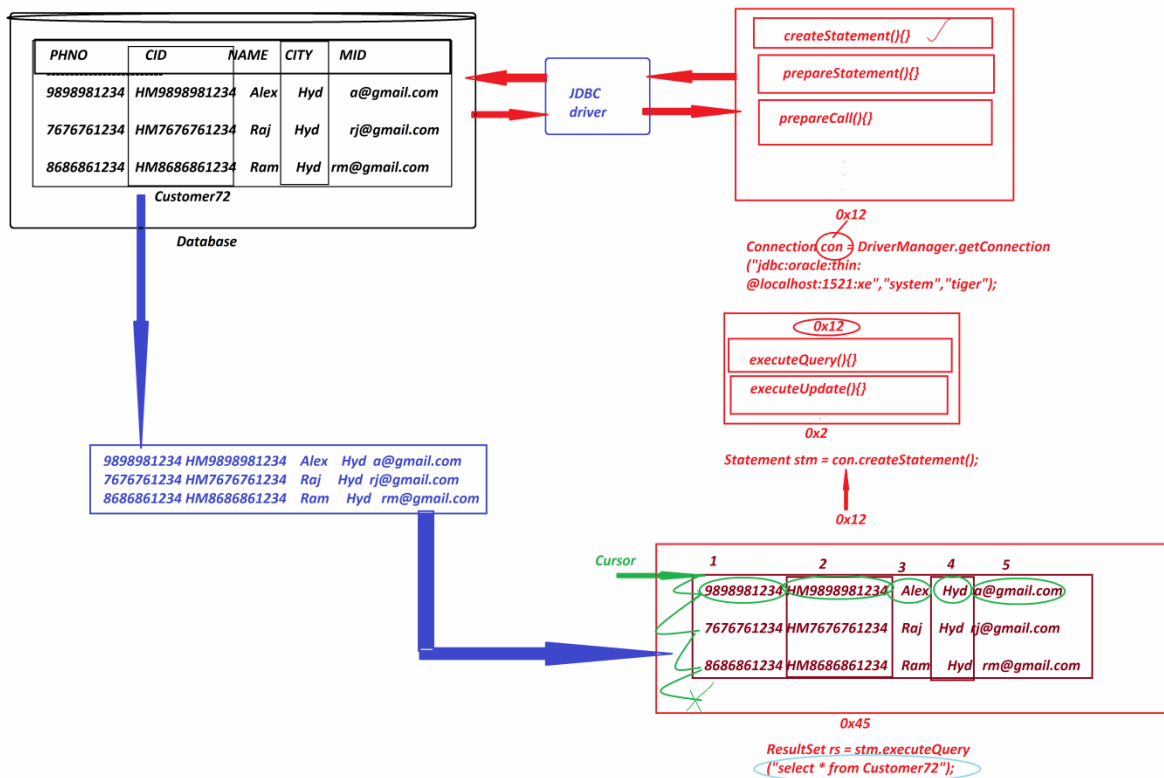 PHNO CID NAME CITY MID
9898981234 HM9898981234 Alex Hyd a@gmail.com
7676761234 HM7676761234 Raj Hyd rj@gmail.com
8686861234 HM8686861234 Ram Hyd rm@gmail.com
Customer72
Database
JDBC
driver
createStatement(){}
prepareStatement(){}
prepareCall(){}
0x12
Connection con = DriverManager.getConnection
("jdbc:oracle:thin:
@localhost:1521:xe","system","tiger");
0x12
executeQuery(){}
executeUpdate(){}
0x2
Statement stm = con.createStatement();
0x12
9898981234 HM9898981234 Alex Hyd a@gmail.com
7676761234 HM7676761234 Raj Hyd rj@gmail.com
8686861234 HM8686861234 Ram Hyd rm@gmail.com
Cursor
1 2 3 4 5
9898981234 HM9898981234 Alex Hyd a@gmail.com
7676761234 HM7676761234 Raj Hyd rj@gmail.com
8686861234 HM8686861234 Ram Hyd rm@gmail.com
0x45
ResultSet rs = stm.executeQuery
("select * from Customer72");